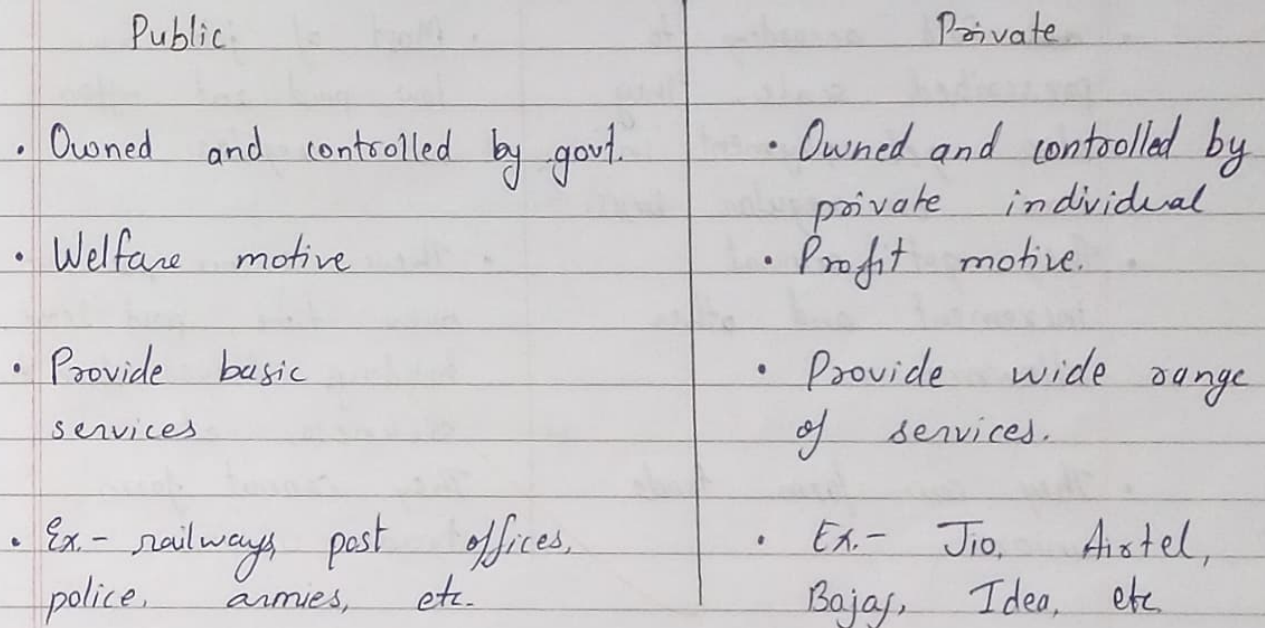 Public
Private
• Owned and controlled by govt.
• Owned and controlled by
private individual
• Welfare motive
• Profit motive.
• Provide basic
services
• Provide wide range
of services.
• Ex.- railways, post offices,
police, armies, etc.
• Ex.- Jio, Airtel,
Bajaj, Idea, etc